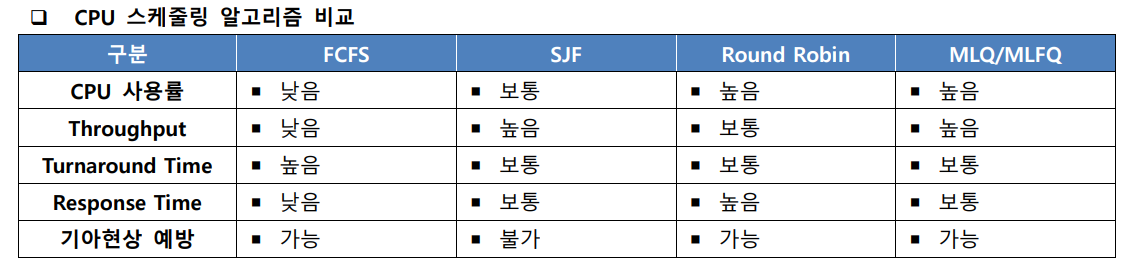 ❑ CPU 스케줄링 알고리즘 비교
구분 FCFS SJF Round Robin MLQ/MLFQ
CPU 사용률 ▪ 낮음 ▪ 보통 ▪ 높음 ▪ 높음
Throughput ▪ 낮음 ▪ 높음 ▪ 보통 ▪ 높음
Turnaround Time ▪ 높음 ▪ 보통 ▪ 보통 ▪ 보통
Response Time ▪ 낮음 ▪ 보통 ▪ 높음 ▪ 보통
기아현상 예방 ▪ 가능 ▪ 불가 ▪ 가능 ▪ 가능